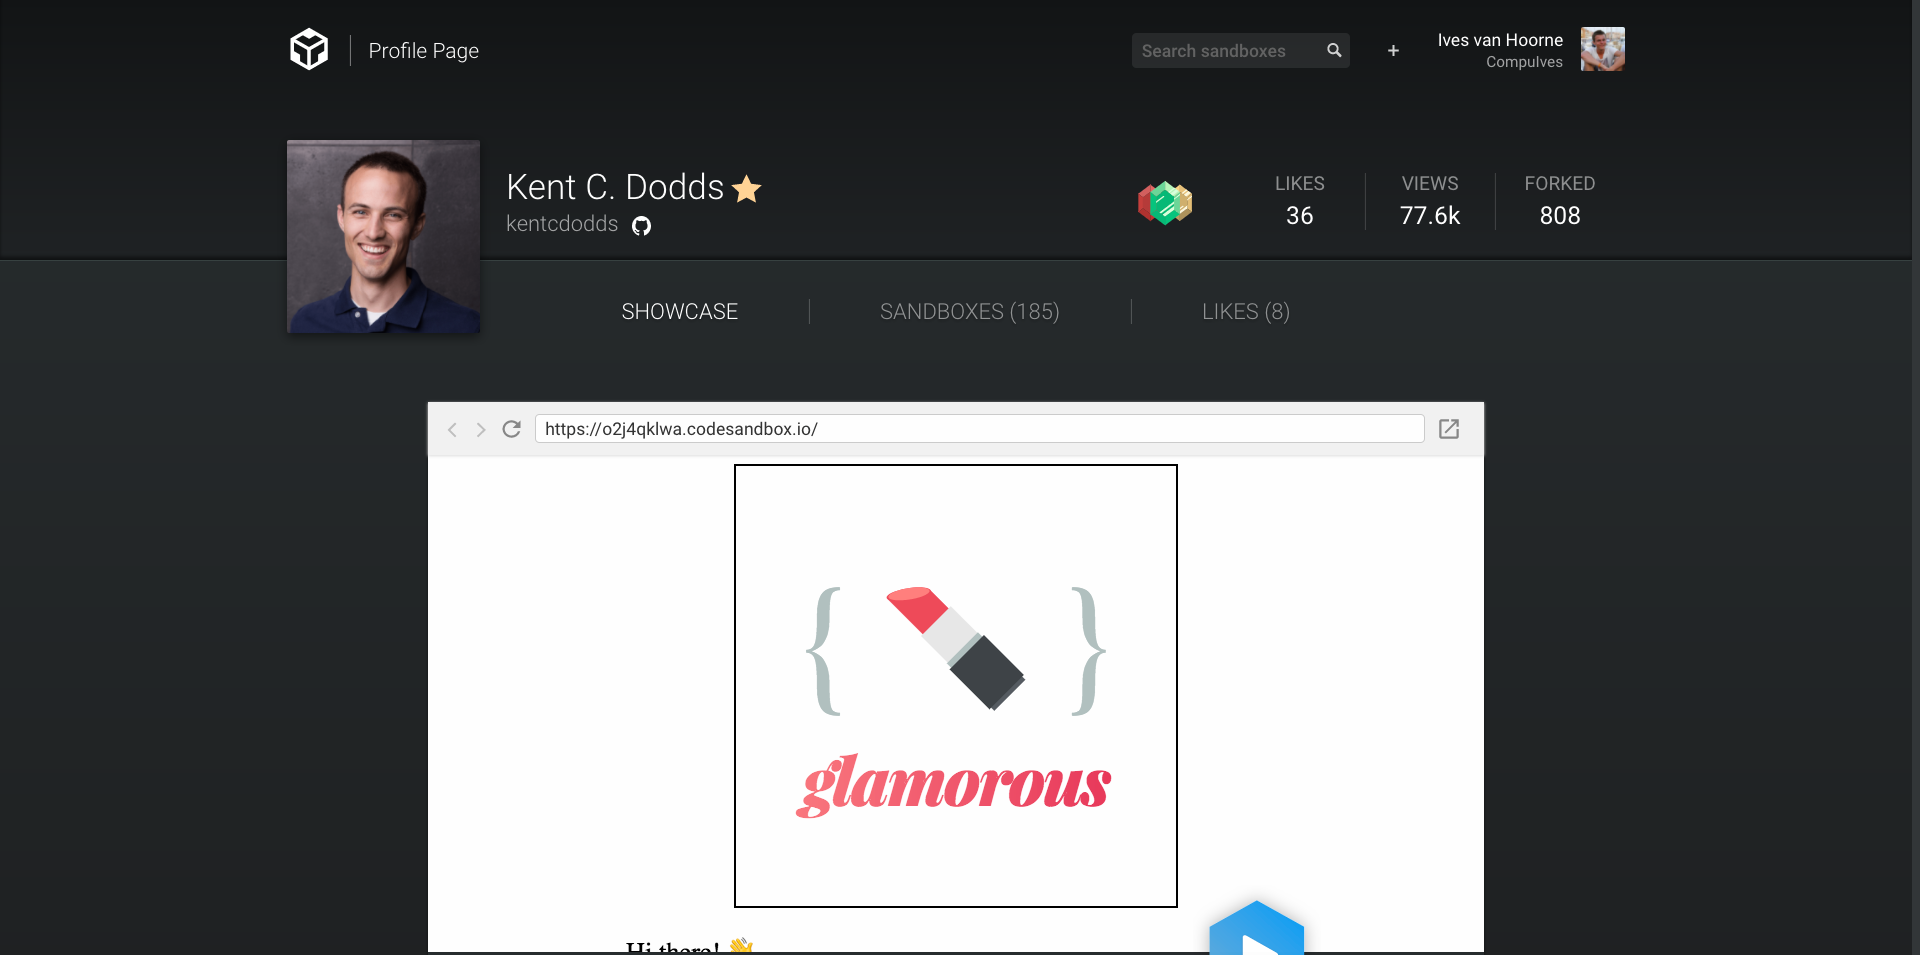 Profile Page
Search sandboxes
+
Ives van Hoorne
Compulves
Kent C. Dodds
kentcdodds
LIKES
36
VIEWS
77.6k
FORKED
808
SHOWCASE
SANDBOXES (185)
LIKES (8)
https://o2j4qklwa.codesandbox.io/
{ }
glamorous
Hi there! 👋